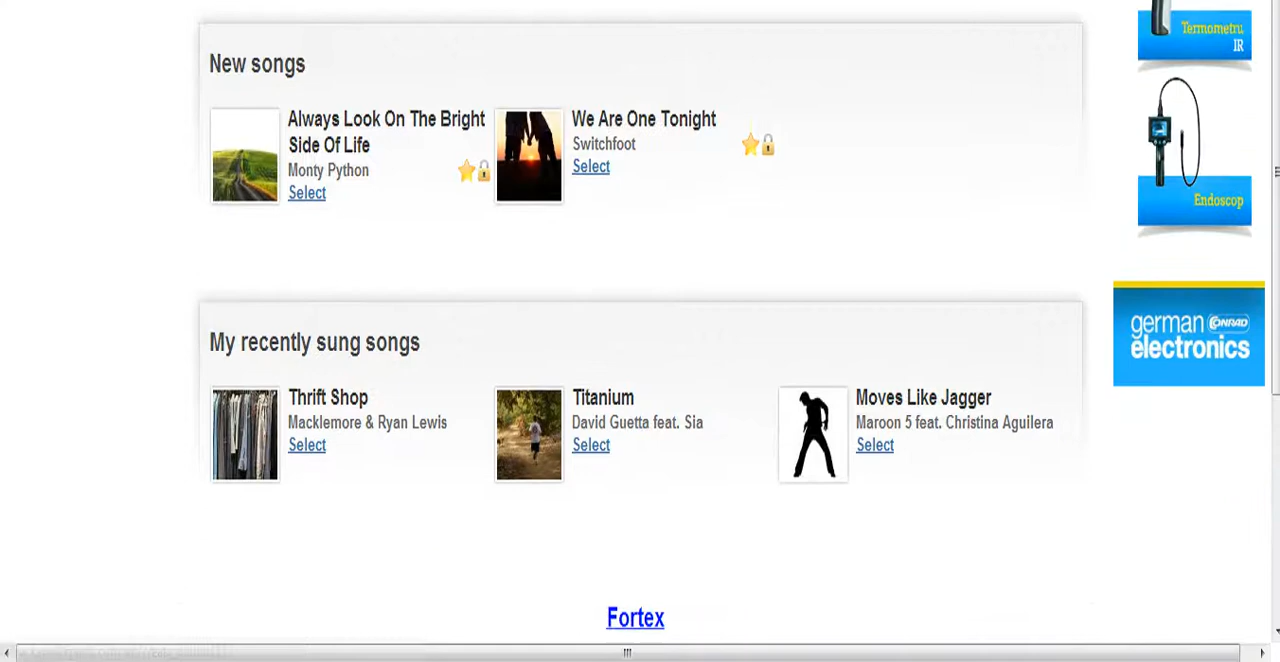 Termometru
IR
New songs
Always Look On The Bright
Side Of Life
Monty Python
Select
We Are One Tonight
Switchfoot
Select
Endoscop
german CONRAD
electronics
My recently sung songs
Thrift Shop
Macklemore & Ryan Lewis
Select
Titanium
David Guetta feat. Sia
Select
Moves Like Jagger
Maroon 5 feat. Christina Aguilera
Select
Fortex